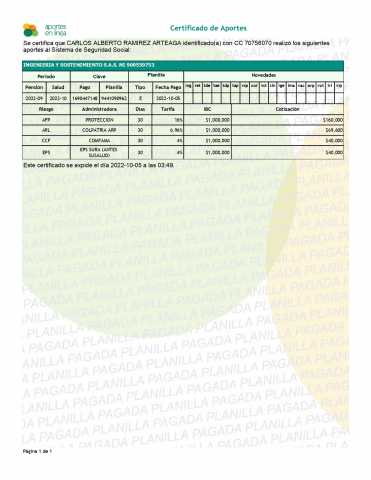 aportes
en línea
Certificado de Aportes
Se certifica que CARLOS ALBERTO RAMIREZ ARTEAGA identificado(a) con CC 70756070 realizó los siguientes
aportes al Sistema de Seguridad Social:
INGENIERIA Y SOSTENIMIENTO S.A.S. NI 900559751
Periodo Clave Planilla Novedades
Pensión Salud Pago Planilla Tipo Fecha Pago ing ret tde tae tdp tap vsp cor vst sln ige lma vac avp vct irl vip
2022-09 2022-10 9441098962 E 2022-10-05
Riesgo Administradora Dias Tarifa IBC Cotización
AFP PROTECCION 30 16% $1,000,000 $160,000
ARL COLPATRIA ARP 30 6.96% $1,000,000 $69,600
CCF COMFAMA 30 4% $1,000,000 $40,000
EPS EPS SURA (ANTES SUSALUD) 30 4% $1,000,000 $40,000
Este certificado se expide el día 2022-10-05 a las 03:49.
PLANILLA PAGADA PLANILLA PAGADA PLANILLA PAGADA
Página 1 de 1